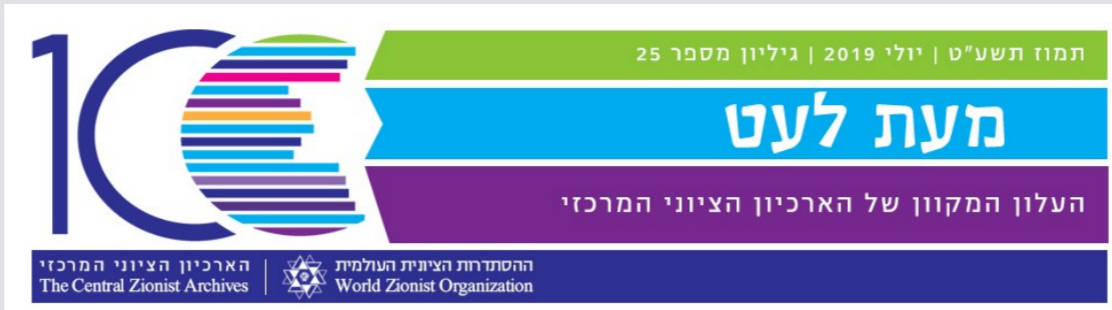 תמוז תשע"ט | יולי 2019 | גיליון מספר 25
מעת לעט
העלון המקוון של הארכיון הציוני המרכזי
100
ההסתדרות הציונית העולמית
World Zionist Organization
הארכיון הציוני המרכזי
The Central Zionist Archives